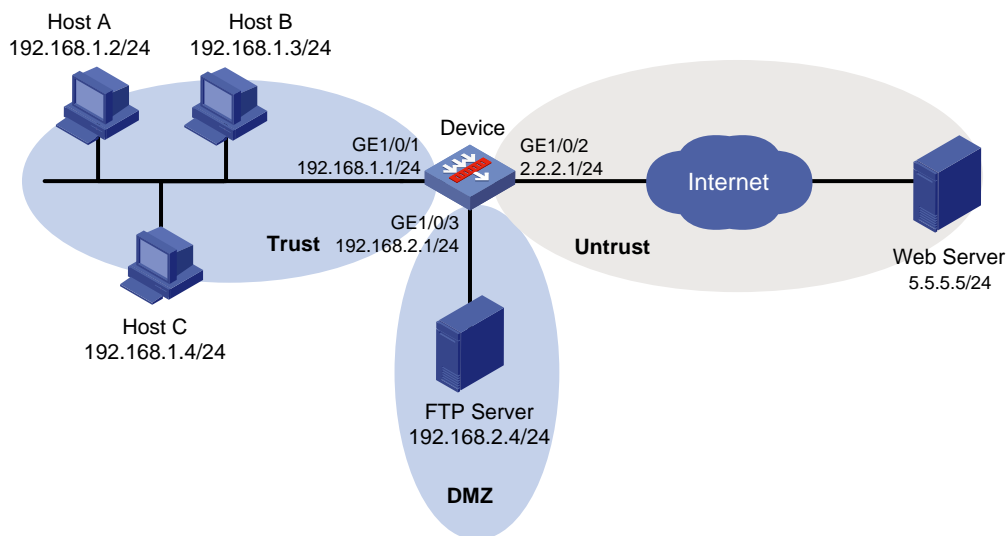 Host A
192.168.1.2/24
Host B
192.168.1.3/24
Device
GE1/0/1
192.168.1.1/24
GE1/0/2
2.2.2.1/24
Internet
GE1/0/3
192.168.2.1/24
Trust
Untrust
Web Server
5.5.5.5/24
Host C
192.168.1.4/24
FTP Server
192.168.2.4/24
DMZ